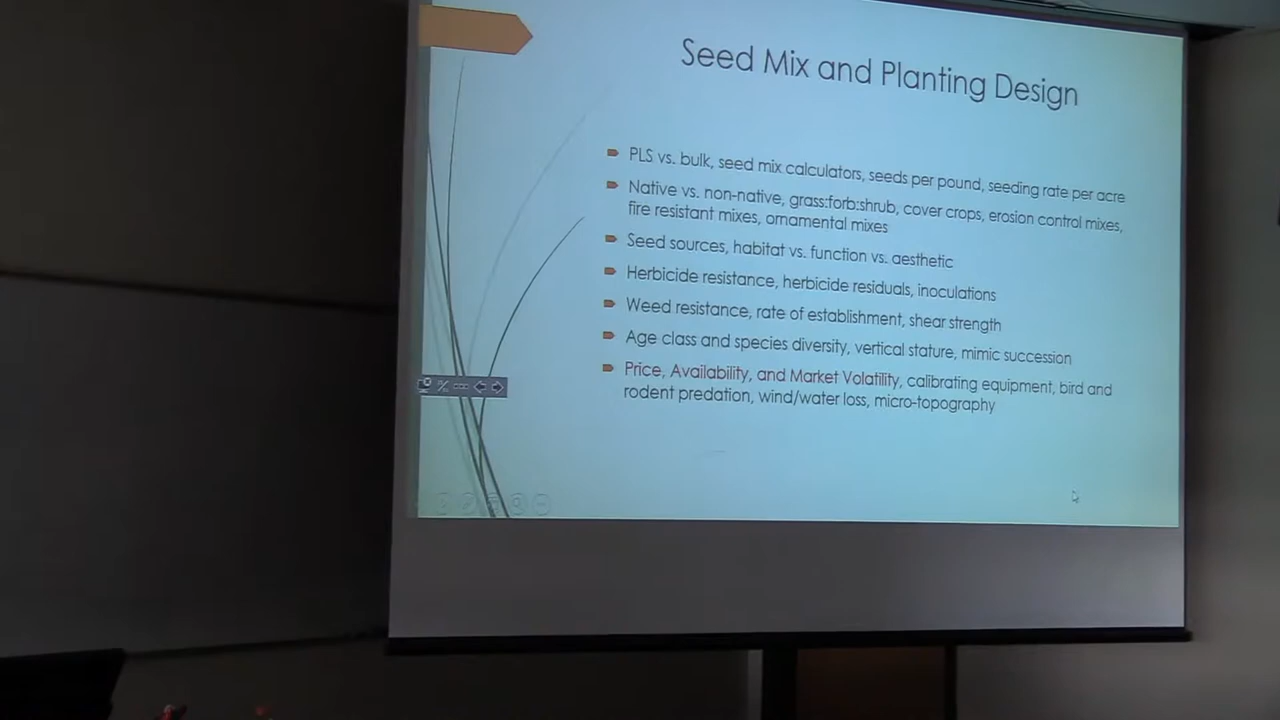 Seed Mix and Planting Design
PLS vs. bulk, seed mix calculators, seeds per pound, seeding rate per acre
Native vs. non-native, grass:forb:shrub, cover crops, erosion control mixes,
fire resistant mixes, ornamental mixes
Seed sources, habitat vs. function vs. aesthetic
Herbicide resistance, herbicide residuals, inoculations
Weed resistance, rate of establishment, shear strength
Age class and species diversity, vertical stature, mimic succession
Price, Availability, and Market Volatility, calibrating equipment, bird and
rodent predation, wind/water loss, micro-topography